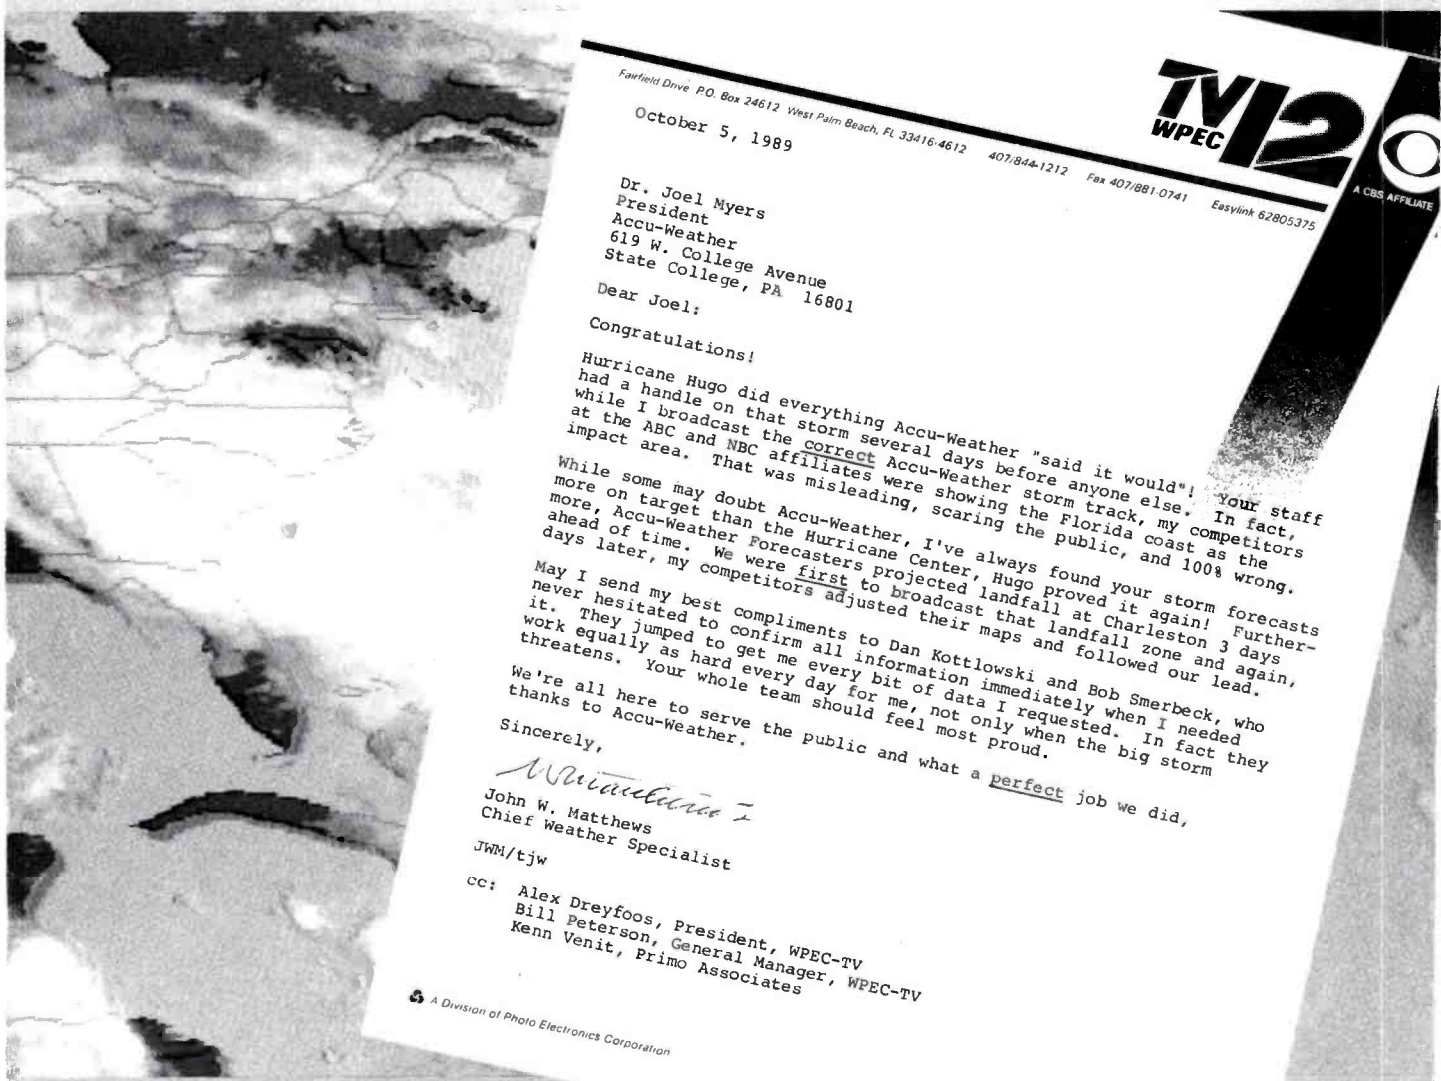 TV12
WPEC
A CBS AFFILIATE
Fairfield Drive P.O. Box 24612 West Palm Beach, FL 33416-4612 407/844-1212 Fax 407/881-0741 Easylink 62805375
October 5, 1989
Dr. Joel Myers
President
Accu-Weather
619 W. College Avenue
State College, PA 16801
Dear Joel:
Congratulations!
Hurricane Hugo did everything Accu-Weather "said it would"! Your staff
had a handle on that storm several days before anyone else. In fact,
while I broadcast the correct Accu-Weather storm track, my competitors
at the ABC and NBC affiliates were showing the Florida coast as the
impact area. That was misleading, scaring the public, and 100% wrong.
While some may doubt Accu-Weather, I've always found your storm forecasts
more on target than the Hurricane Center, Hugo proved it again! Further-
more, Accu-Weather Forecasters projected landfall at Charleston 3 days
ahead of time. We were first to broadcast that landfall zone and again,
days later, my competitors adjusted their maps and followed our lead.
May I send my best compliments to Dan Kottlowski and Bob Smerbeck, who
never hesitated to confirm all information immediately when I needed
it. They jumped to get me every bit of data I requested. In fact they
work equally as hard every day for me, not only when the big storm
threatens. Your whole team should feel most proud.
We're all here to serve the public and what a perfect job we did,
thanks to Accu-Weather.
Sincerely,
John W. Matthews
Chief Weather Specialist
JWM/tjw
cc: Alex Dreyfoos, President, WPEC-TV
Bill Peterson, General Manager, WPEC-TV
Kenn Venit, Primo Associates
A Division of Photo Electronics Corporation